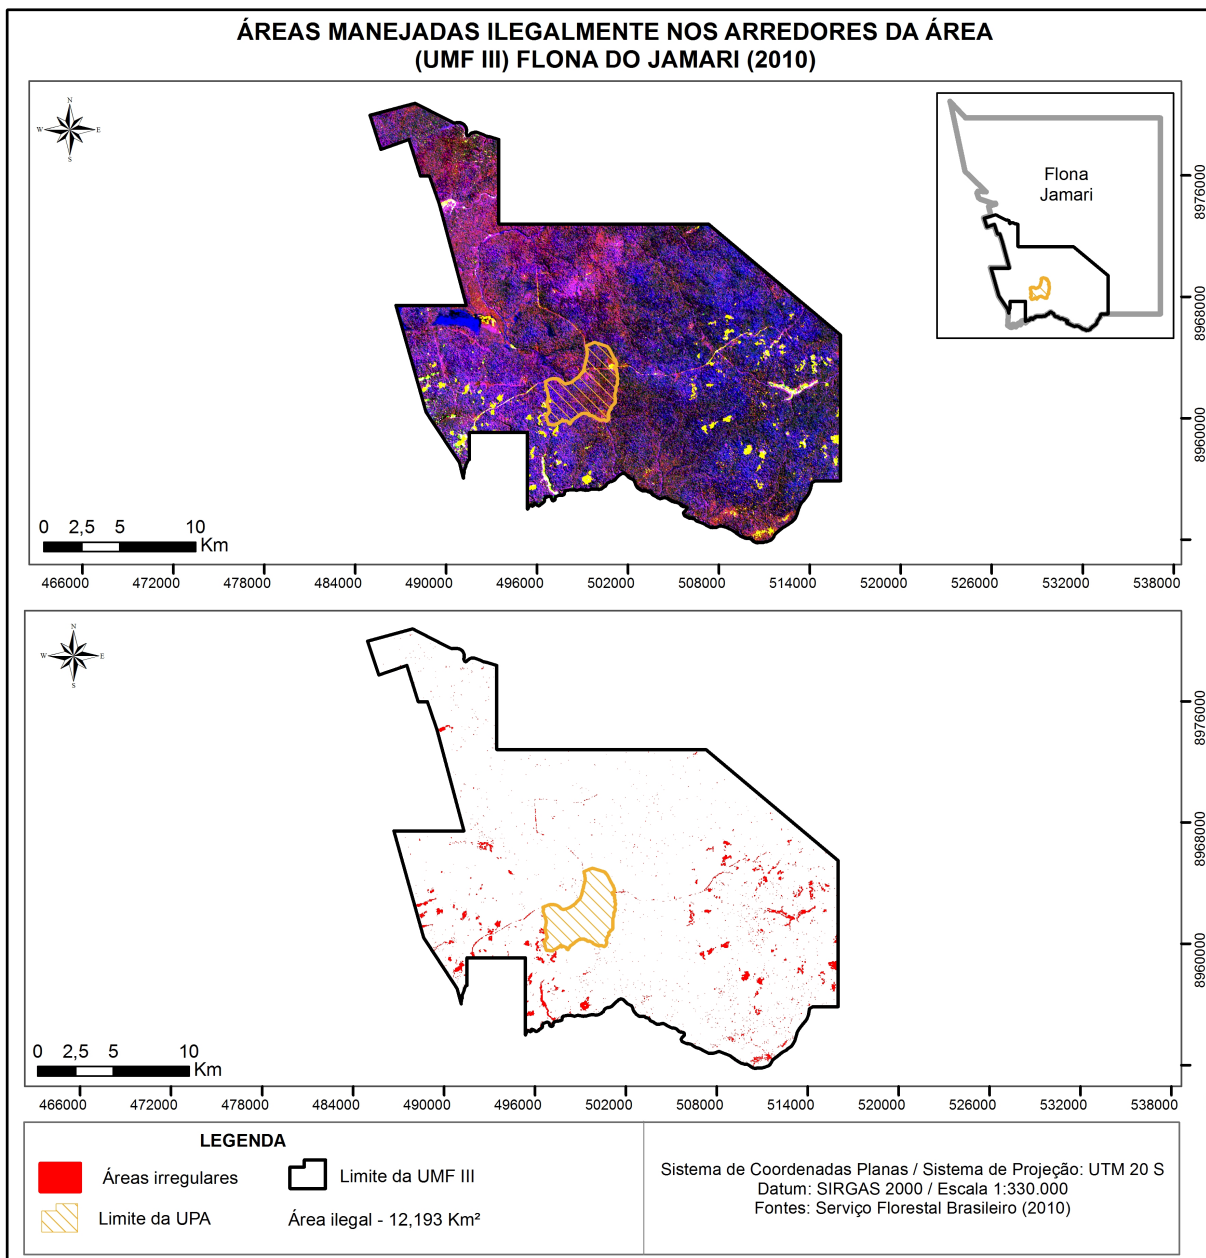 ÁREAS MANEJADAS ILEGALMENTE NOS ARREDORES DA ÁREA
(UMF III) FLONA DO JAMARI (2010)
N
W E
S
Flona
Jamari
8976000
8968000
8960000
0 2,5 5 10
Km
466000 472000 478000 484000 490000 496000 502000 508000 514000 520000 526000 532000 538000
N
W E
S
8976000
8968000
8960000
0 2,5 5 10
Km
466000 472000 478000 484000 490000 496000 502000 508000 514000 520000 526000 532000 538000
LEGENDA
Áreas irregulares
Limite da UMF III
Limite da UPA
Área ilegal - 12,193 Km²
Sistema de Coordenadas Planas / Sistema de Projeção: UTM 20 S
Datum: SIRGAS 2000 / Escala 1:330.000
Fontes: Serviço Florestal Brasileiro (2010)